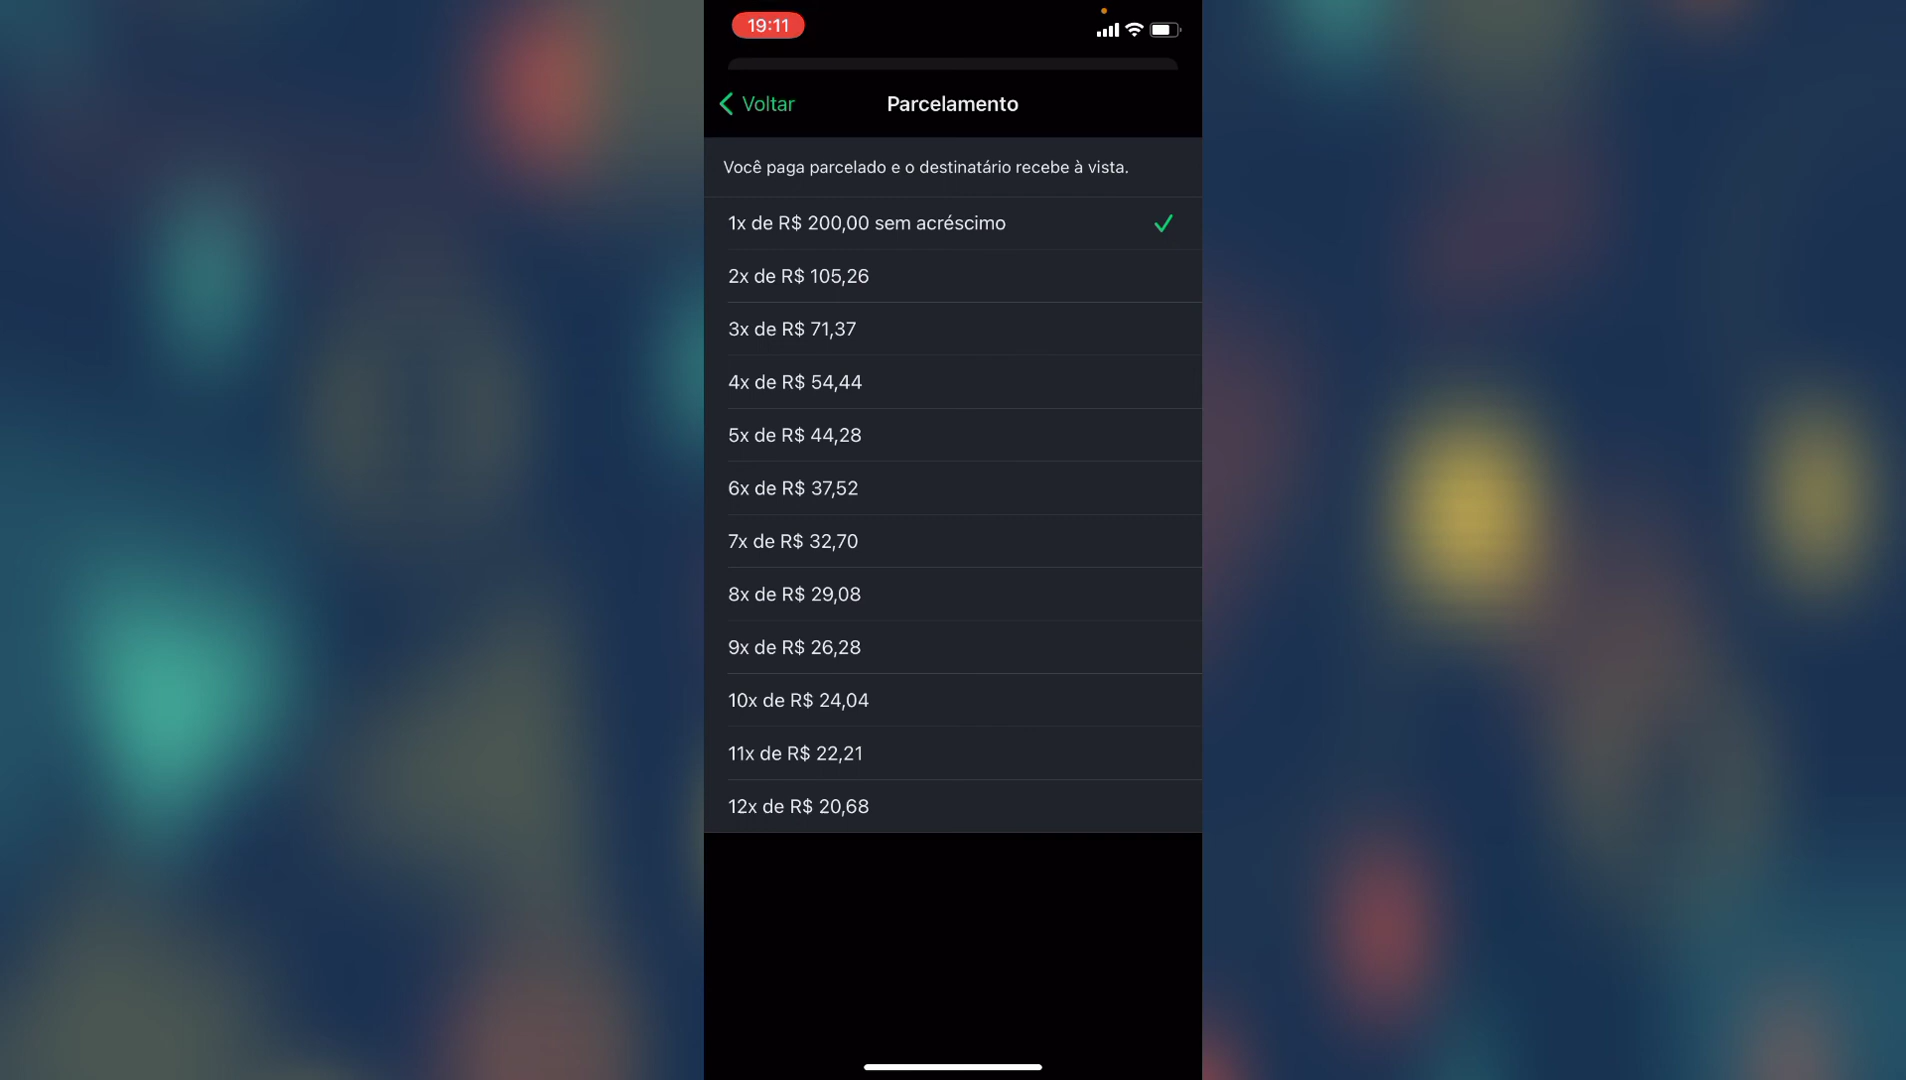 19:11
Voltar
Parcelamento
Você paga parcelado e o destinatário recebe à vista.
1x de R$ 200,00 sem acréscimo
2x de R$ 105,26
3x de R$ 71,37
4x de R$ 54,44
5x de R$ 44,28
6x de R$ 37,52
7x de R$ 32,70
8x de R$ 29,08
9x de R$ 26,28
10x de R$ 24,04
11x de R$ 22,21
12x de R$ 20,68